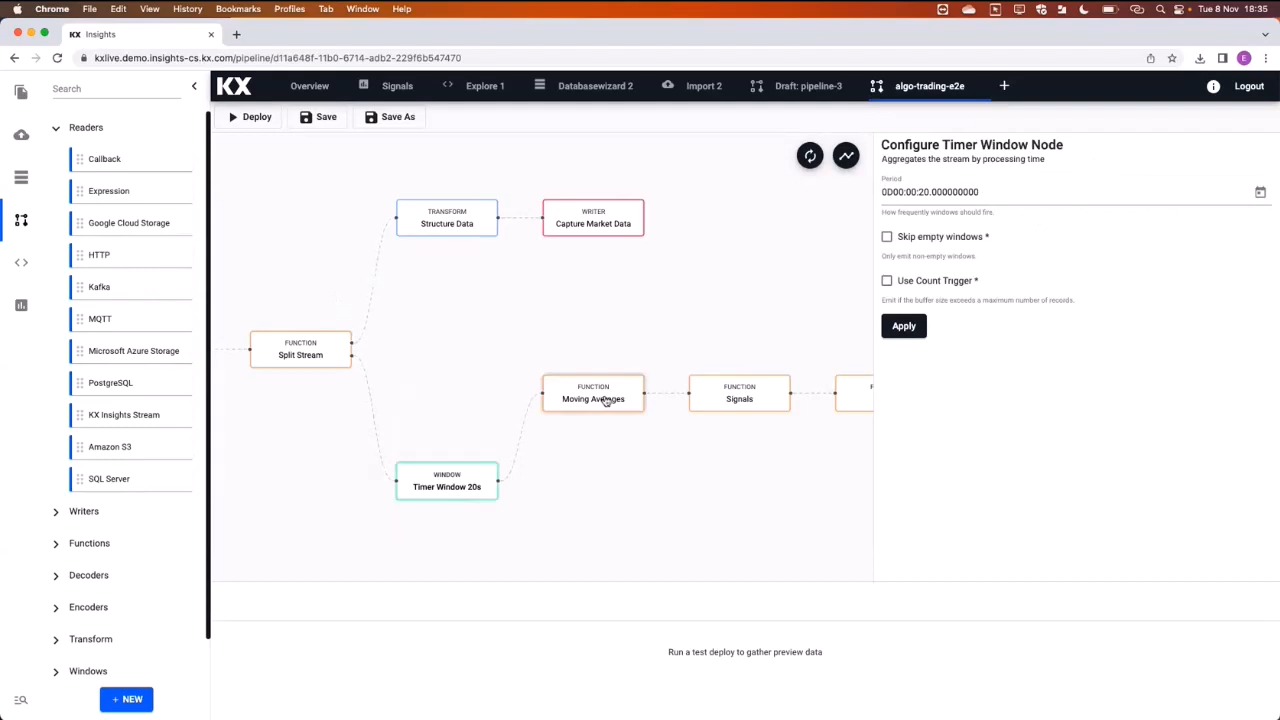 Chrome File Edit View History Bookmarks Profiles Tab Window Help Tue 8 Nov 18:35
KX Insights
kxlive.demo.insights-cs.kx.com/pipeline/d11a648f-11b0-6714-adb2-229f6b547470
E
Search
KX Overview Signals Explore 1 Databasewizard 2 Import 2 Draft: pipeline-3 algo-trading-e2e Logout
Deploy Save Save As
Readers
Callback
Expression
Google Cloud Storage
HTTP
Kafka
MQTT
Microsoft Azure Storage
PostgreSQL
KX Insights Stream
Amazon S3
SQL Server
Writers
Functions
Decoders
Encoders
Transform
Windows
+ NEW
TRANSFORM
Structure Data
WRITER
Capture Market Data
FUNCTION
Split Stream
FUNCTION
Moving Averages
FUNCTION
Signals
F
WINDOW
Timer Window 20s
Configure Timer Window Node
Aggregates the stream by processing time
Period
0D00:00:20.000000000
How frequently windows should fire.
Skip empty windows *
Only emit non-empty windows.
Use Count Trigger *
Emit if the buffer size exceeds a maximum number of records.
Apply
Run a test deploy to gather preview data